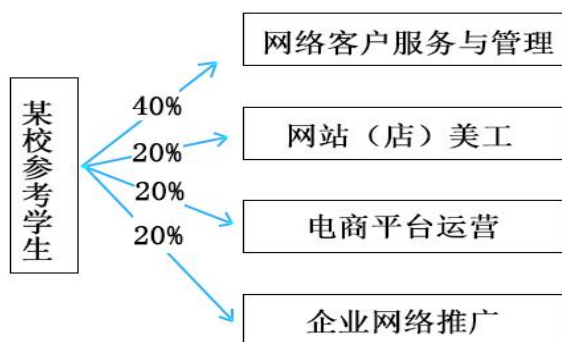 某校参考学生
40%
20%
20%
20%
网络客户服务与管理
网站（店）美工
电商平台运营
企业网络推广